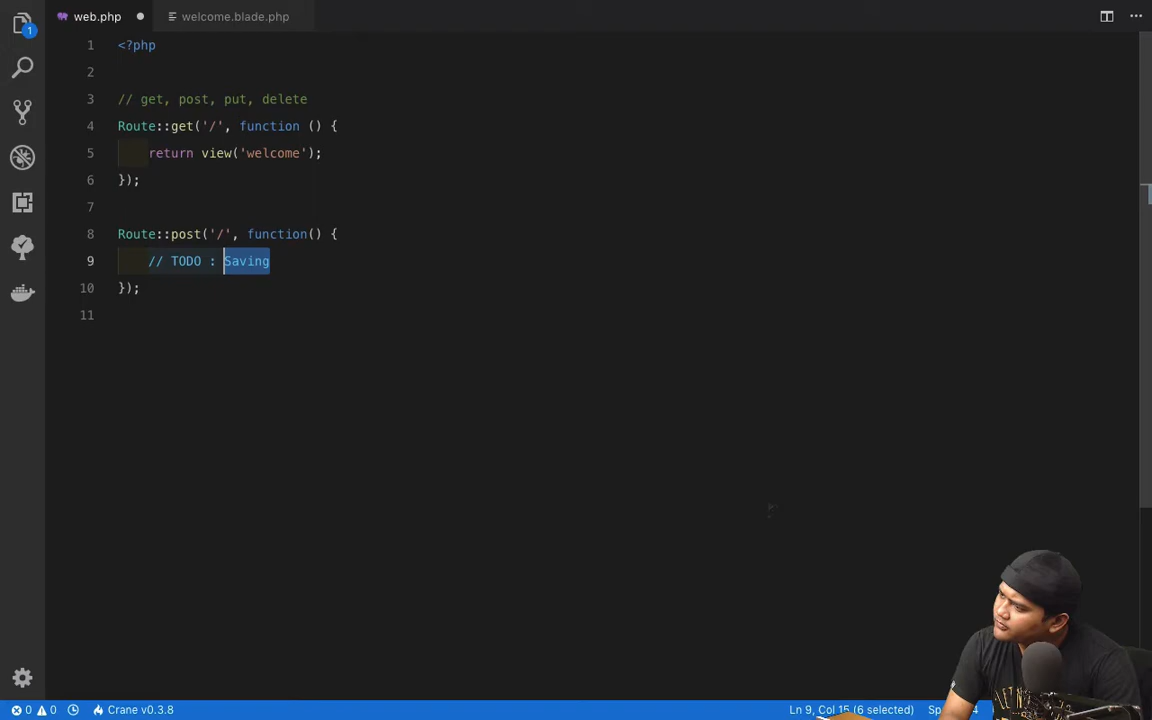 web.php
welcome.blade.php
1
1 <?php
2
3 // get, post, put, delete
4 Route::get('/', function () {
5 return view('welcome');
6 });
7
8 Route::post('/', function() {
9 // TODO : Saving
10 });
11
0 0 Crane v0.3.8
Ln 9, Col 15 (6 selected) Sp 4